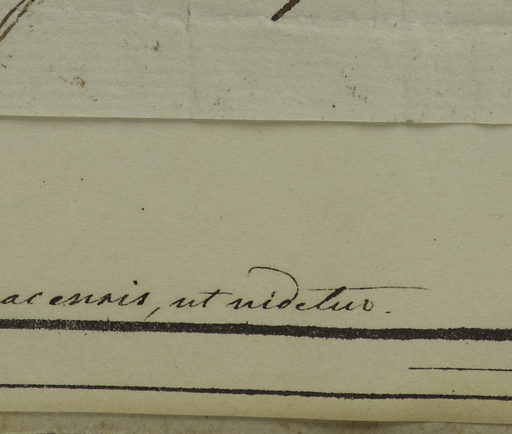 acensis, ut videtur.